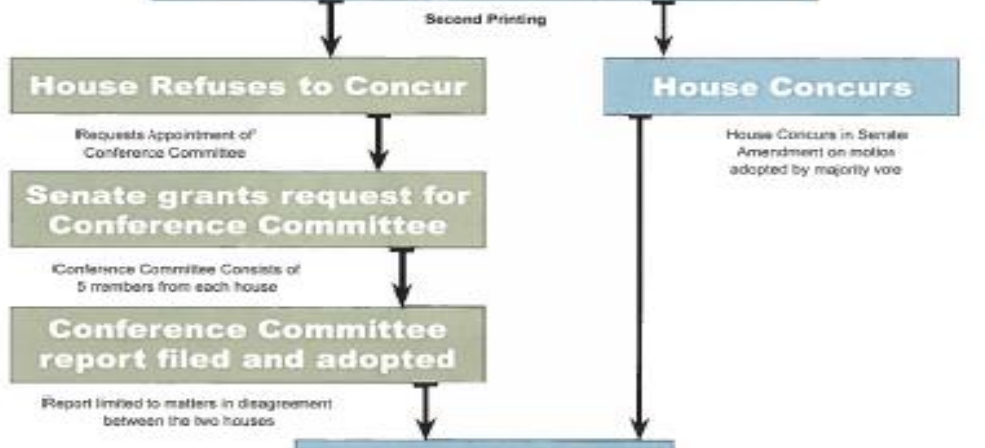 Second Printing
House Refuses to Concur
House Concurs
Requests Appointment of
Conference Committee
House Concurs in Senate
Amendment on motion
adopted by majority vote
Senate grants request for
Conference Committee
Conference Committee Consists of
5 members from each house
Conference Committee
report filed and adopted
Report limited to matters in disagreement
between the two houses